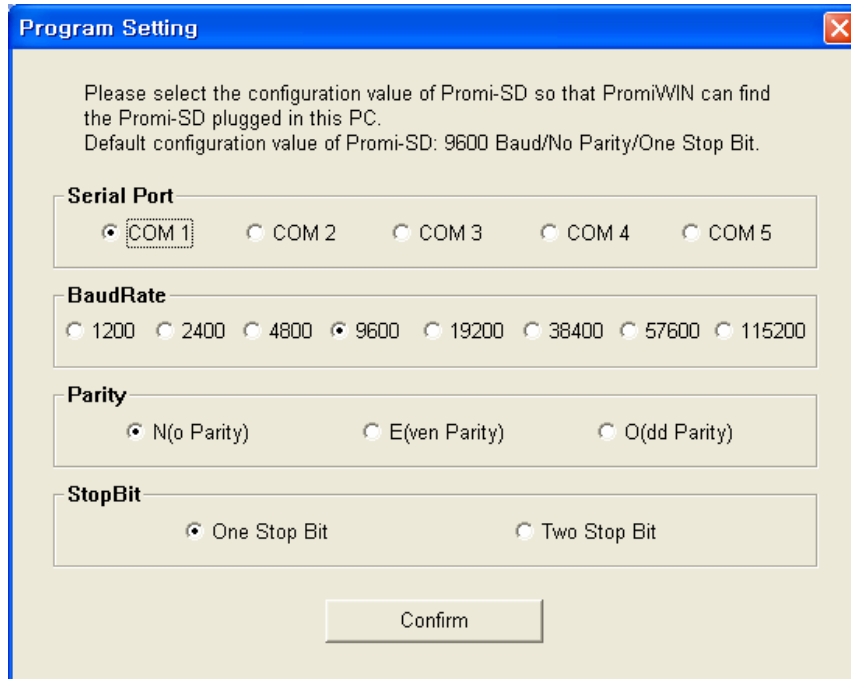 Program Setting
Please select the configuration value of Promi-SD so that PromiWIN can find
the Promi-SD plugged in this PC.
Default configuration value of Promi-SD: 9600 Baud/No Parity/One Stop Bit.
Serial Port
COM 1 COM 2 COM 3 COM 4 COM 5
BaudRate
1200 2400 4800 9600 19200 38400 57600 115200
Parity
N(o Parity) E(ven Parity) O(dd Parity)
StopBit
One Stop Bit Two Stop Bit
Confirm